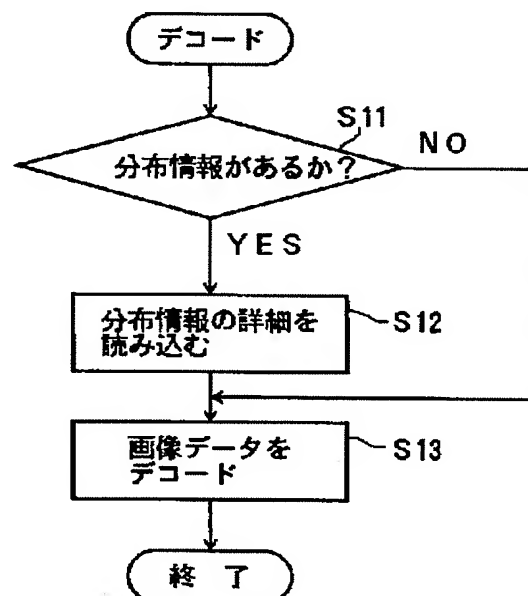 デコード
S11
分布情報があるか?
NO
YES
分布情報の詳細を
読み込む
S12
画像データを
デコード
S13
終 了